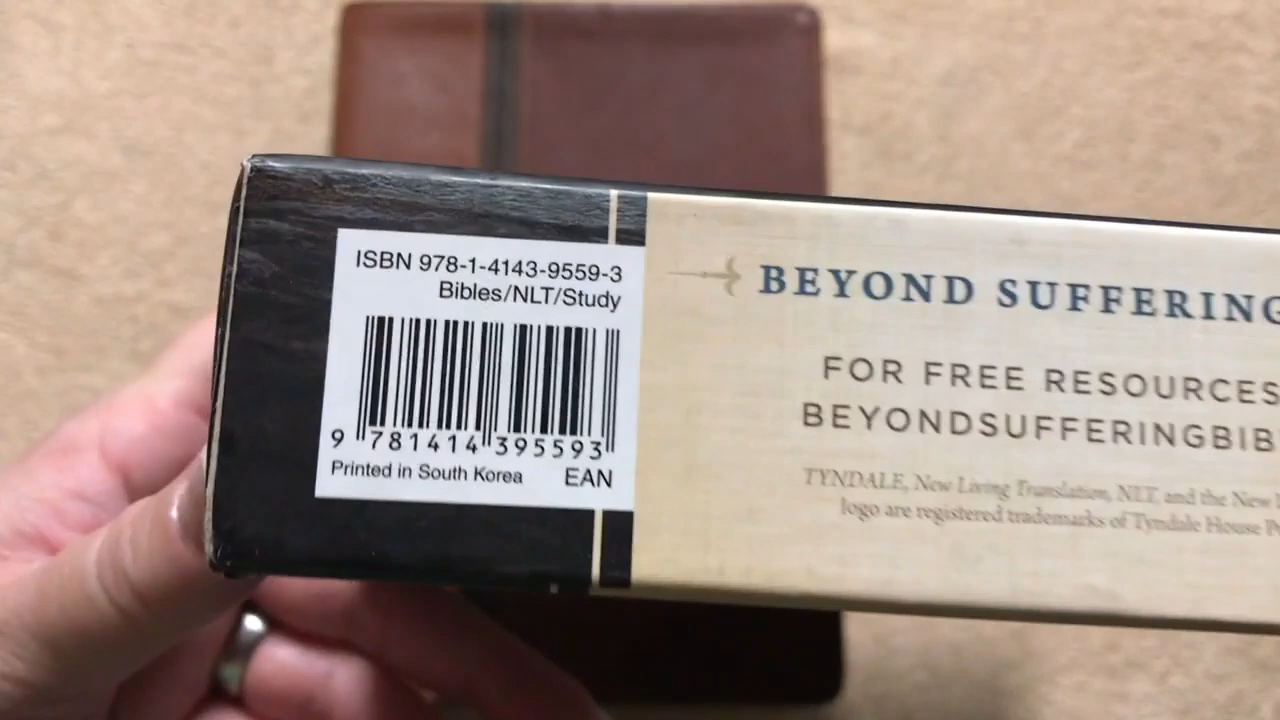 ISBN 978-1-4143-9559-3
Bibles/NLT/Study
9 781414 395593
Printed in South Korea EAN
BEYOND SUFFERING
FOR FREE RESOURCES
BEYONDSUFFERINGBIB
TYNDALE, New Living Translation, NLT, and the New
logo are registered trademarks of Tyndale House P